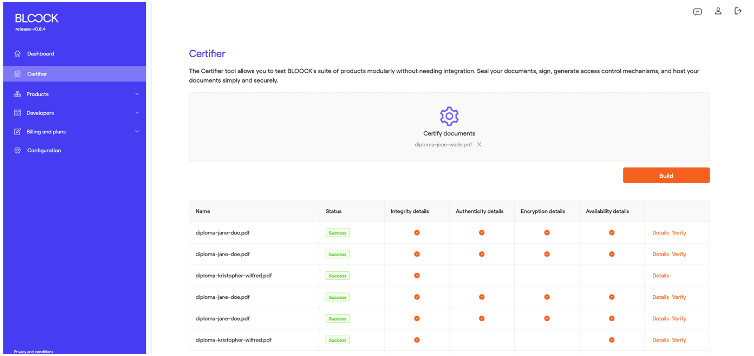 BLOOCK
release-v0.8.4
Dashboard
Certifier
Products
Developers
Billing and plans
Configuration
Privacy and conditions
Certifier
The Certifier tool allows you to test BLOOCK's suite of products modularly without needing integration. Seal your documents, sign, generate access control mechanisms, and host your
documents simply and securely.
Certify documents
diploma-jean-wade.pdf
Build
Name Status Integrity details Authenticity details Encryption details Availability details
diploma-jane-doe.pdf Success Details Verify
diploma-jane-doe.pdf Success Details Verify
diploma-kristopher-wilfred.pdf Success Details
diploma-jane-doe.pdf Success Details Verify
diploma-jane-doe.pdf Success Details Verify
diploma-kristopher-wilfred.pdf Success Details Verify